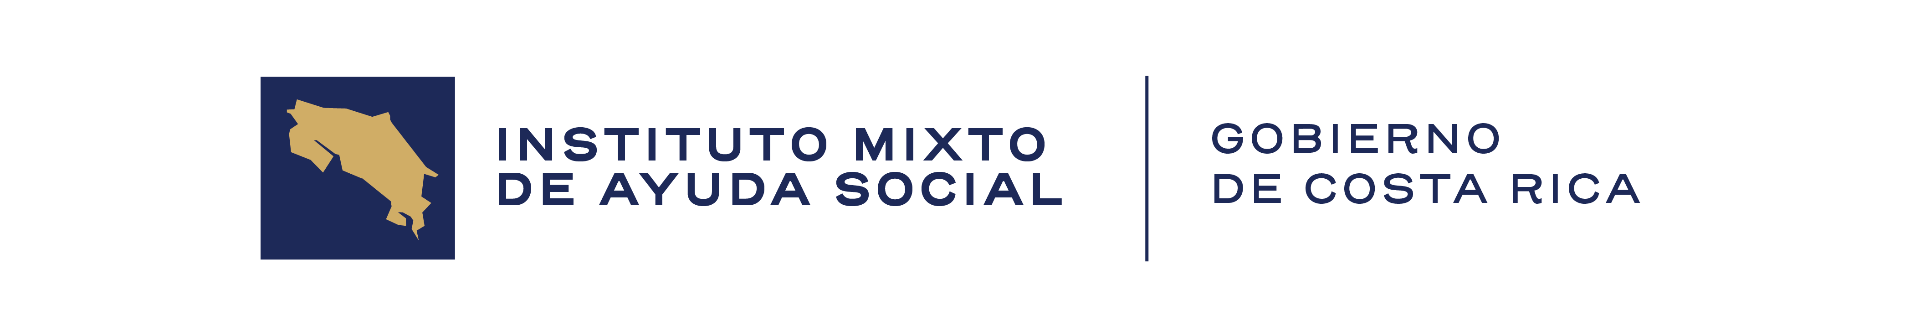 INSTITUTO MIXTO
DE AYUDA SOCIAL
GOBIERNO
DE COSTA RICA